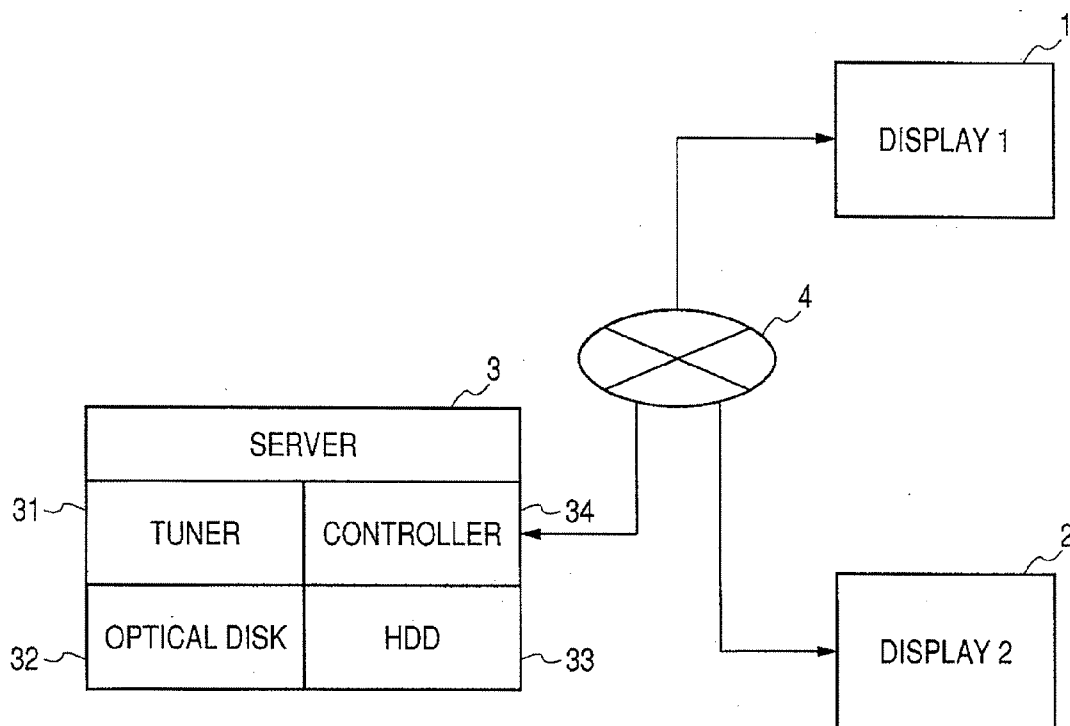 1
DISPLAY 1
4
3
SERVER
31
TUNER
CONTROLLER
34
2
OPTICAL DISK
HDD
32
33
DISPLAY 2